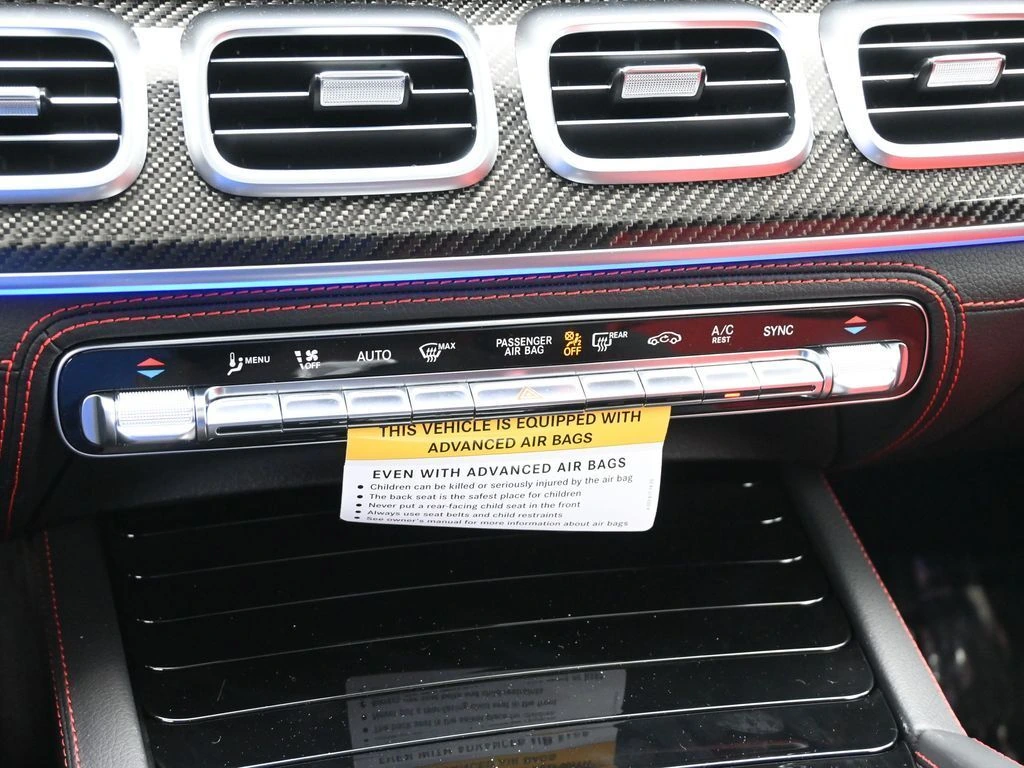 MENU
OFF
AUTO
MAX
PASSENGER
AIR BAG
OFF
REAR
A/C
REST
SYNC
THIS VEHICLE IS EQUIPPED WITH
ADVANCED AIR BAGS
EVEN WITH ADVANCED AIR BAGS
● Children can be killed or seriously injured by the air bag
● The back seat is the safest place for children
● Never put a rear-facing child seat in the front
● Always use seat belts and child restraints
● See owner's manual for more information about air bags